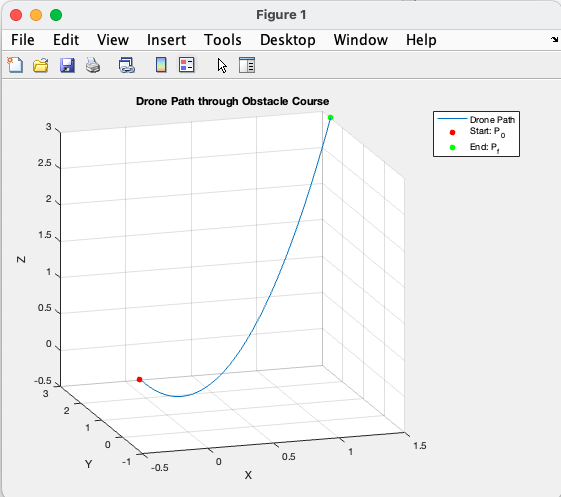 Figure 1
File Edit View Insert Tools Desktop Window Help
Drone Path through Obstacle Course
Drone Path
Start: P0
End: Pf
3
2.5
2
1.5
1
0.5
0
-0.5
Z
3
2
1
0
-1
Y
-0.5
0
0.5
1
1.5
X